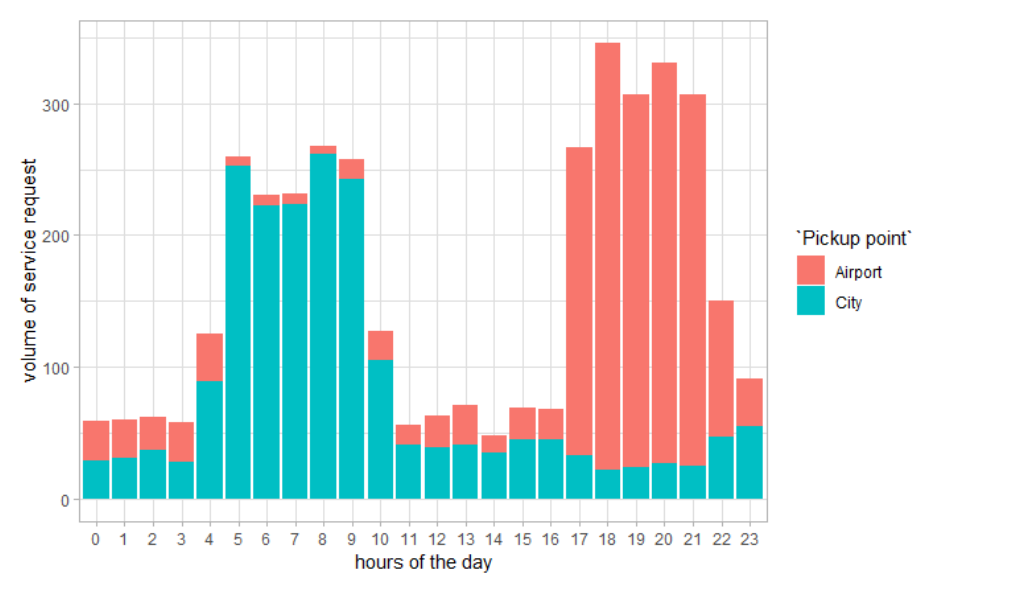 300
200
100
0
volume of service request
0 1 2 3 4 5 6 7 8 9 10 11 12 13 14 15 16 17 18 19 20 21 22 23
hours of the day
`Pickup point`
Airport
City